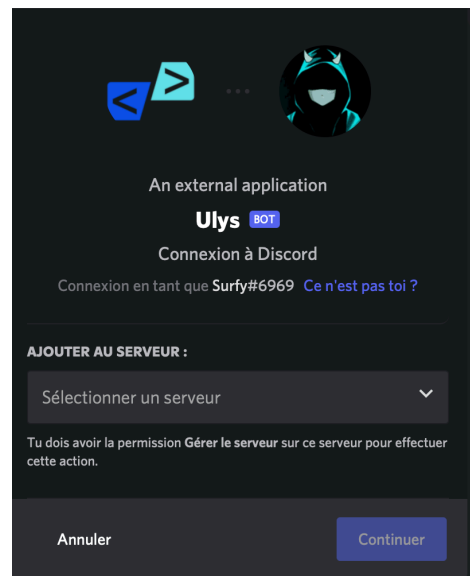 An external application
Ulys BOT
Connexion à Discord
Connexion en tant que Surfy#6969 Ce n'est pas toi ?
AJOUTER AU SERVEUR :
Sélectionner un serveur
Tu dois avoir la permission Gérer le serveur sur ce serveur pour effectuer
cette action.
Annuler
Continuer